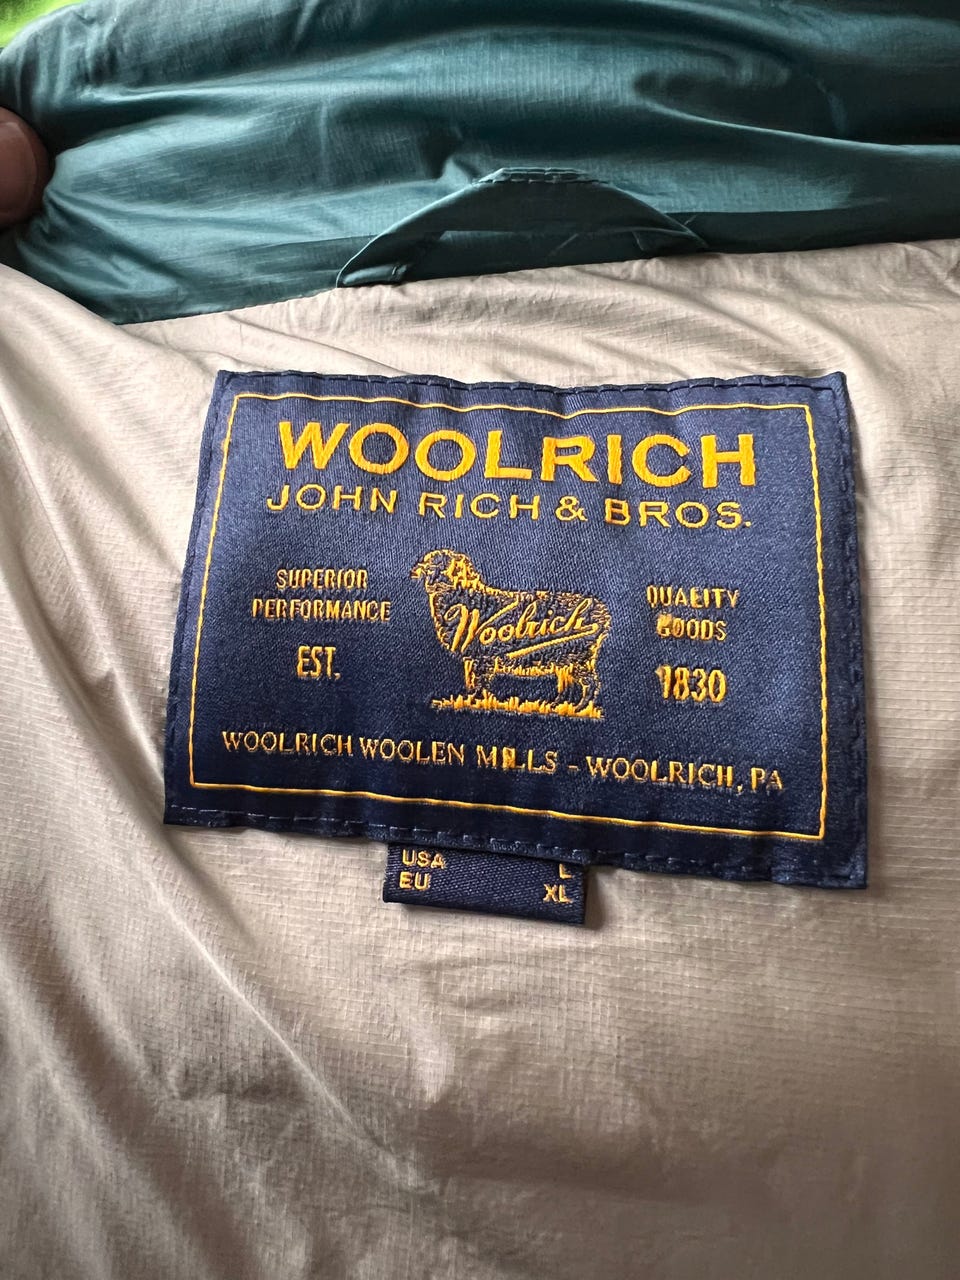 WOOLRICH
JOHN RICH & BROS.
SUPERIOR
PERFORMANCE
EST.
Woolrich
QUALITY
GOODS
1830
WOOLRICH WOOLEN MILLS - WOOLRICH, PA
USA L
EU XL